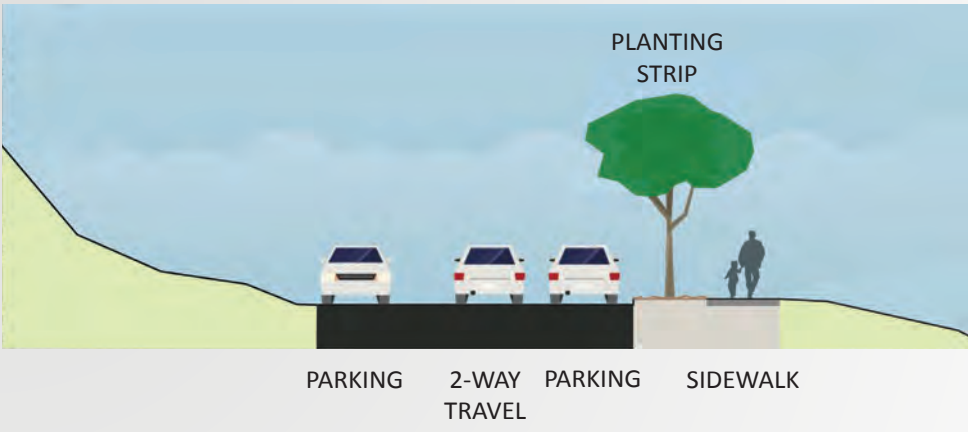 PLANTING
STRIP
PARKING
2-WAY
TRAVEL
PARKING
SIDEWALK